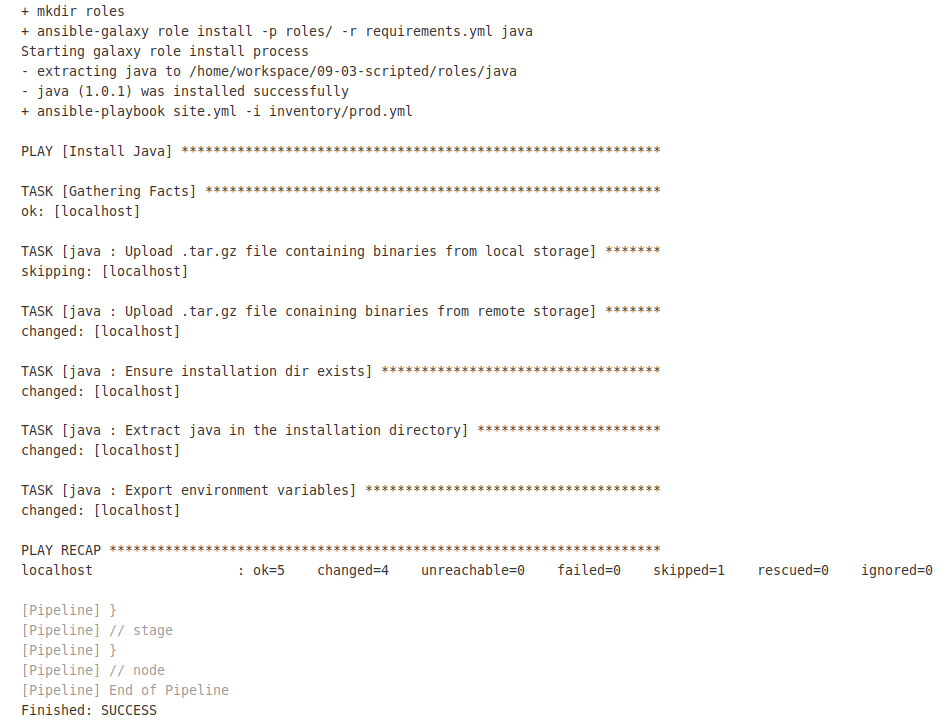 + mkdir roles
+ ansible-galaxy role install -p roles/ -r requirements.yml java
Starting galaxy role install process
- extracting java to /home/workspace/09-03-scripted/roles/java
- java (1.0.1) was installed successfully
+ ansible-playbook site.yml -i inventory/prod.yml
PLAY [Install Java] ************************************************************
TASK [Gathering Facts] *********************************************************
ok: [localhost]
TASK [java : Upload .tar.gz file containing binaries from local storage] *******
skipping: [localhost]
TASK [java : Upload .tar.gz file conaining binaries from remote storage] *******
changed: [localhost]
TASK [java : Ensure installation dir exists] ***********************************
changed: [localhost]
TASK [java : Extract java in the installation directory] ***********************
changed: [localhost]
TASK [java : Export environment variables] *************************************
changed: [localhost]
PLAY RECAP *********************************************************************
localhost                  : ok=5    changed=4    unreachable=0    failed=0    skipped=1    rescued=0    ignored=0
[Pipeline] }
[Pipeline] // stage
[Pipeline] }
[Pipeline] // node
[Pipeline] End of Pipeline
Finished: SUCCESS